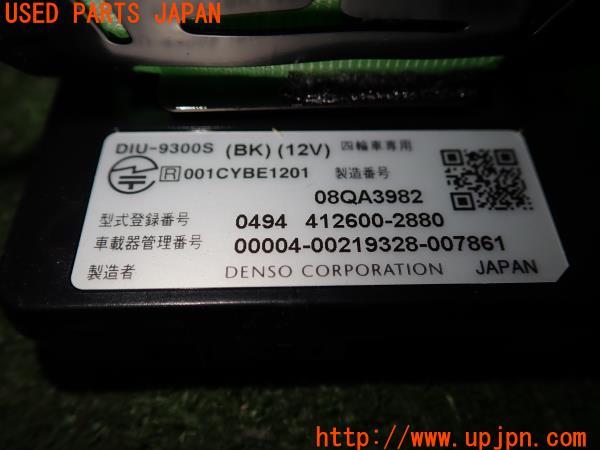 USED PARTS JAPAN
DIU-9300S (BK)(12V) 四輪車専用
R 001CYBE1201 製造番号
08QA3982
型式登録番号 0494 412600-2880
車載器管理番号 00004-00219328-007861
製造者 DENSO CORPORATION JAPAN
http://www.upjpn.com/